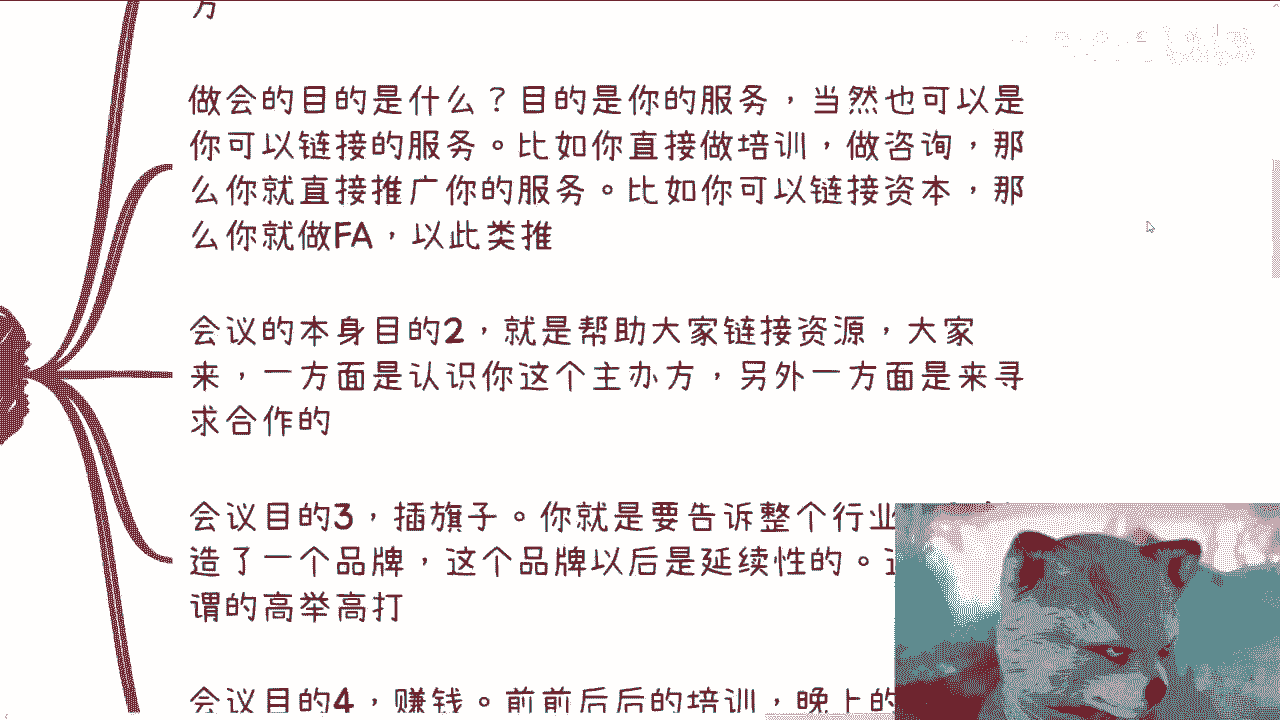 方
做会的目的是什么？目的是你的服务，当然也可以是
你可以链接的服务。比如你直接做培训，做咨询，那
么你就直接推广你的服务。比如你可以链接资本，那
么你就做FA，以此类推
会议的本身目的2，就是帮助大家链接资源，大家
来，一方面是认识你这个主办方，另外一方面是来寻
求合作的
会议目的3，插旗子。你就是要告诉整个行业
造了一个品牌，这个品牌以后是延续性的。
谓的高举高打
会议目的4，赚钱。前前后后的培训，晚上的